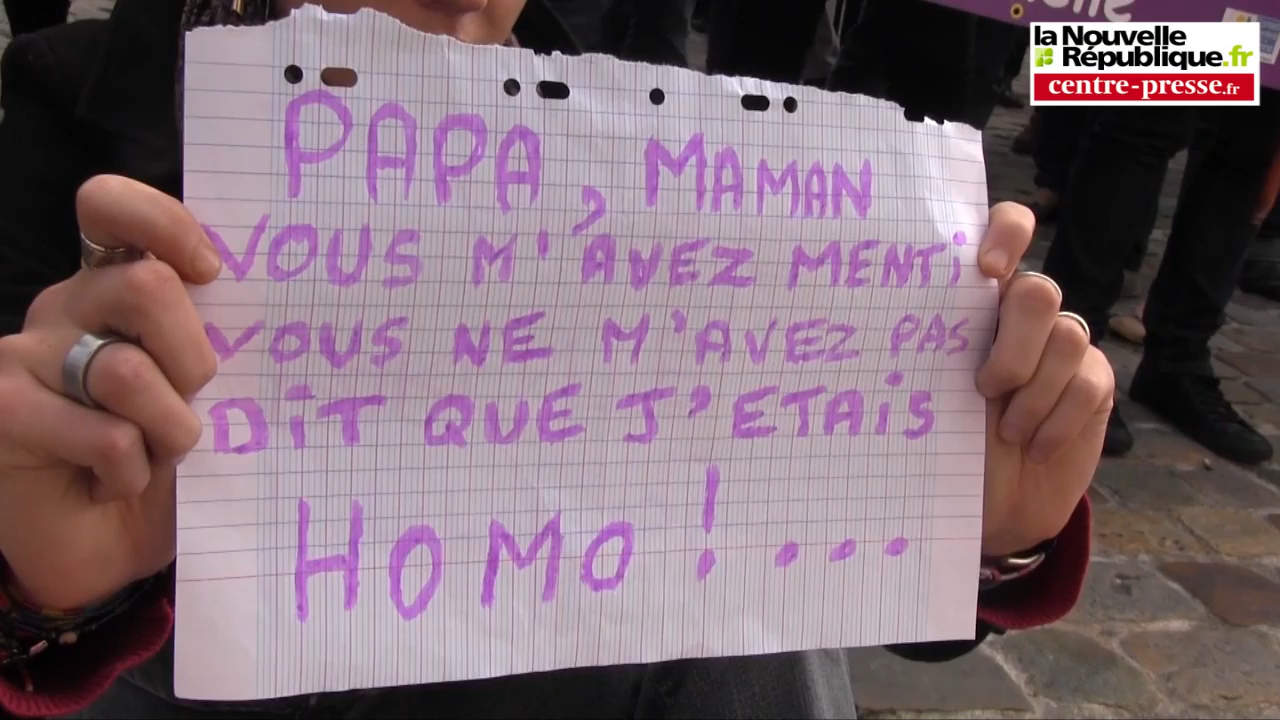 elle
la Nouvelle
République.fr
centre-presse.fr
PAPA, MAMAN
VOUS M'AVEZ MENTi
VOUS NE M'AVEZ PAS
DiT QUE J'ETAiS
HOMO ! ...